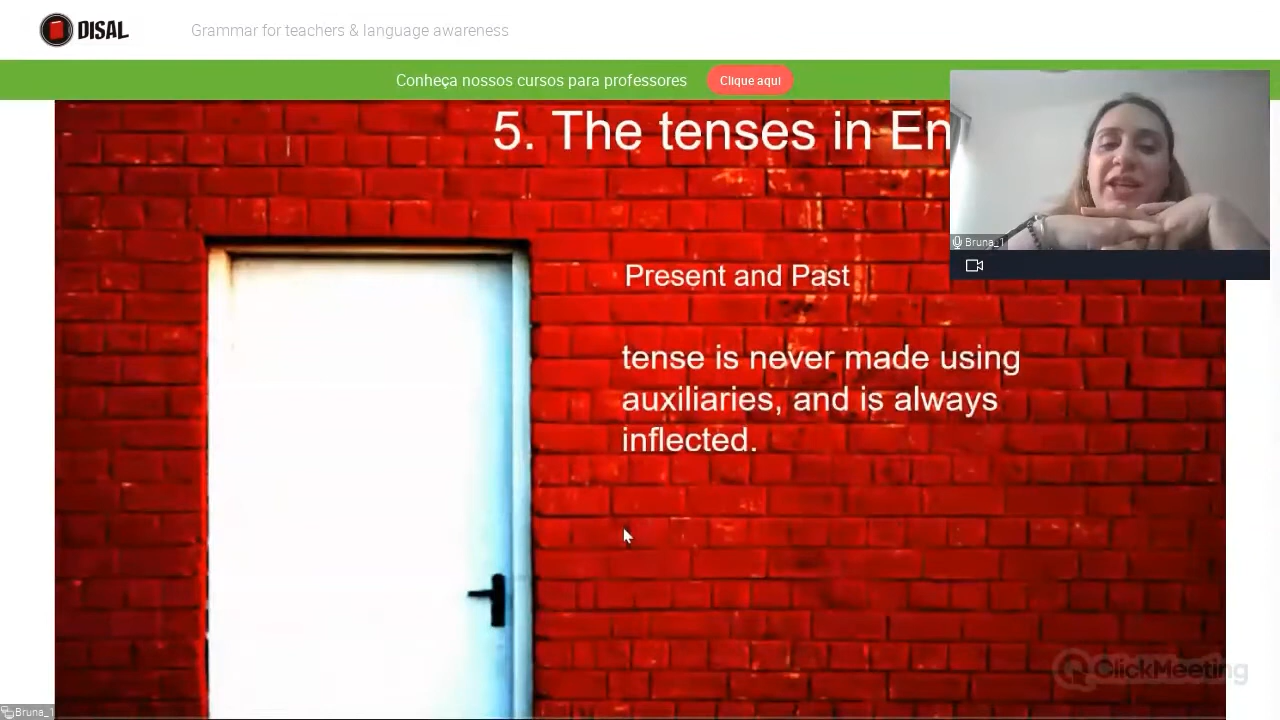 DISAL
Grammar for teachers & language awareness
Conheça nossos cursos para professores
Clique aqui
5. The tenses in En
Bruna_1
Present and Past
tense is never made using
auxiliaries, and is always
inflected.
ClickMeeting
Bruna_1